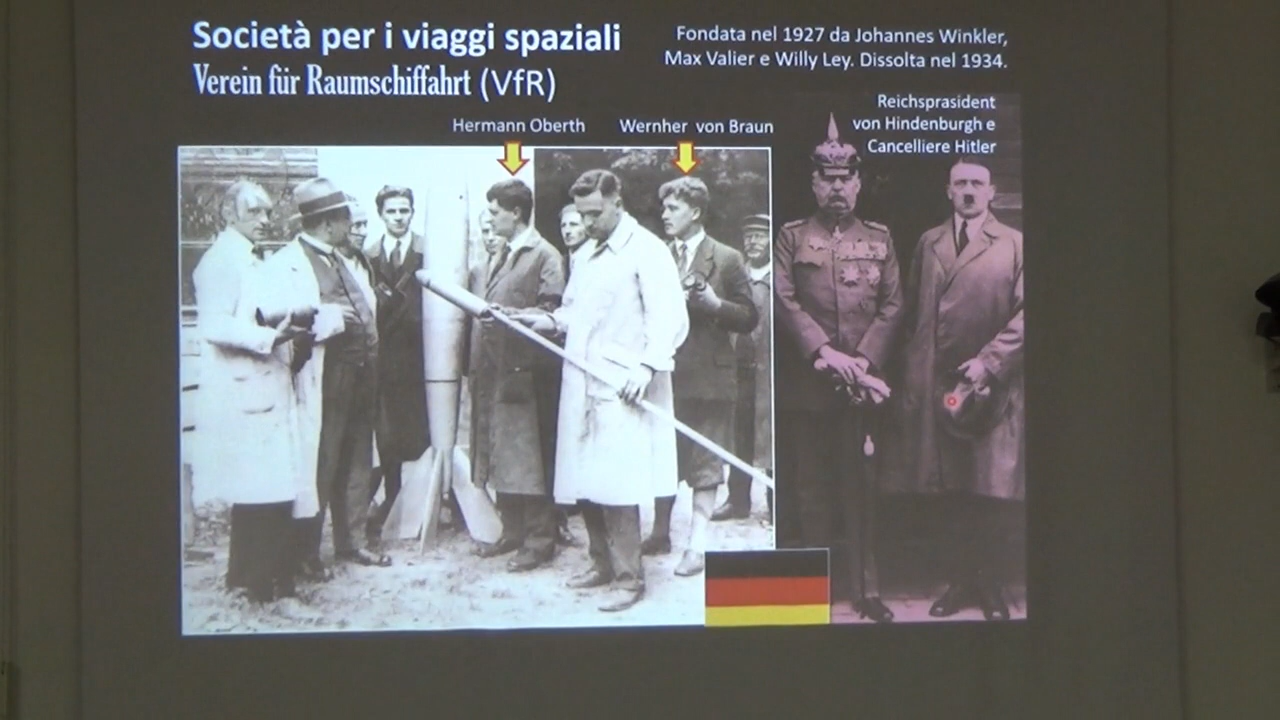 Società per i viaggi spaziali
Verein für Raumschiffahrt (VfR)
Fondata nel 1927 da Johannes Winkler,
Max Valier e Willy Ley. Dissolta nel 1934.
Hermann Oberth
Wernher von Braun
Reichsprasident
von Hindenburgh e
Cancelliere Hitler